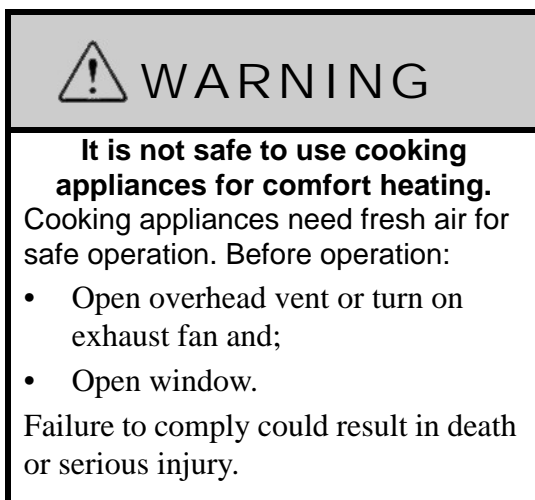 WARNING
It is not safe to use cooking
appliances for comfort heating.
Cooking appliances need fresh air for
safe operation. Before operation:
• Open overhead vent or turn on
exhaust fan and;
• Open window.
Failure to comply could result in death
or serious injury.